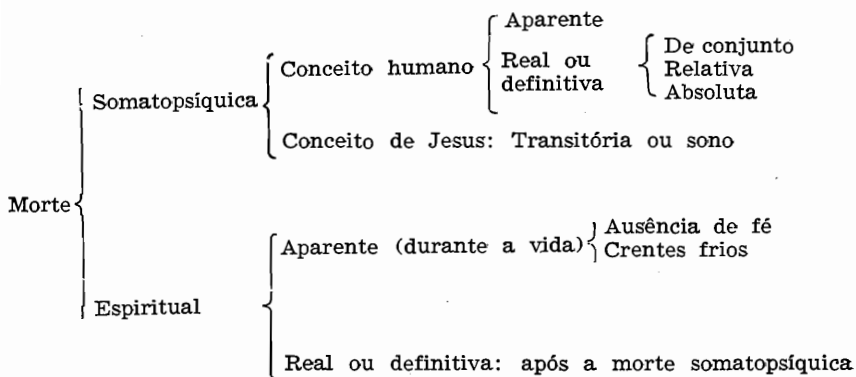 Aparente
Conceito humano
Real ou
definitiva
De conjunto
Relativa
Absoluta
Somatopsíquica
Conceito de Jesus: Transitória ou sono
Morte
Aparente (durante a vida)
Ausência de fé
Crentes frios
Espiritual
Real ou definitiva: após a morte somatopsíquica